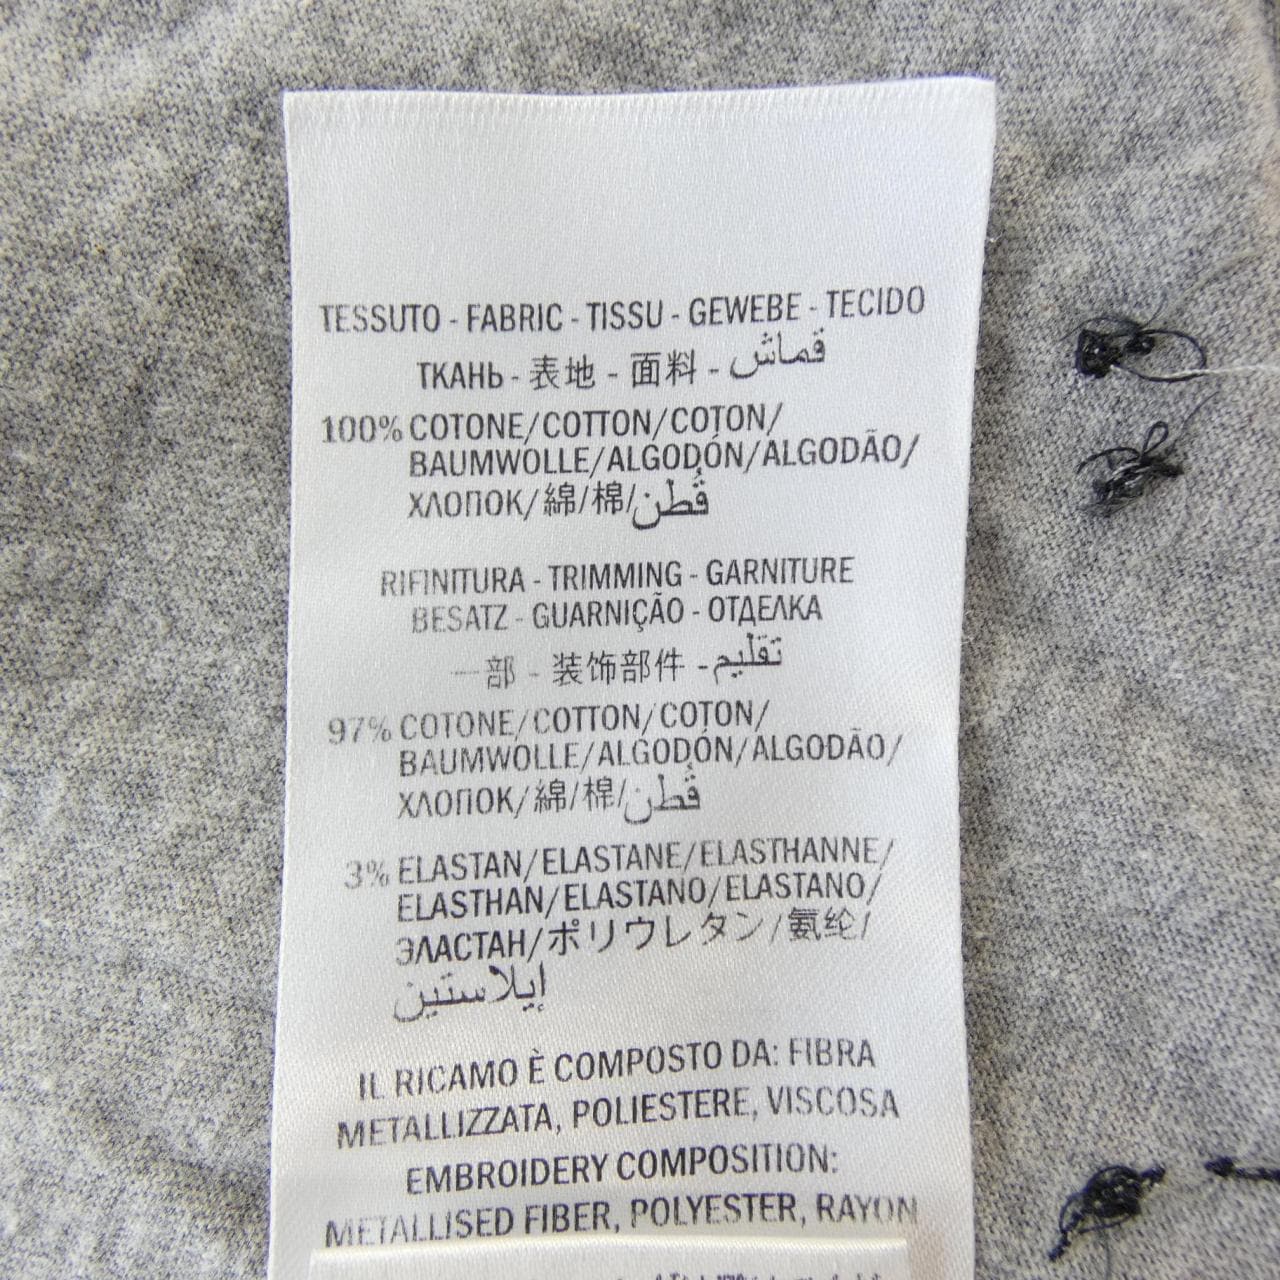 TESSUTO - FABRIC - TISSU - GEWEBE - TECIDO
ТКАНЬ - 表地 - 面料 - قماش
100% COTONE/COTTON/COTON/
BAUMWOLLE/ALGODÓN/ALGODÃO/
ХЛОПОК/綿/棉/قُطن
RIFINITURA - TRIMMING - GARNITURE
BESATZ - GUARNIÇÃO - ОТДЕЛКА
一部 - 装饰部件 - تقليم
97% COTONE/COTTON/COTON/
BAUMWOLLE/ALGODÓN/ALGODÃO/
ХЛОПОК/綿/棉/قُطن
3% ELASTAN/ELASTANE/ELASTHANNE/
ELASTHAN/ELASTANO/ELASTANO/
ЭЛАСТАН/ポリウレタン/氨纶/
إيلاستين
IL RICAMO È COMPOSTO DA: FIBRA
METALLIZZATA, POLIESTERE, VISCOSA
EMBROIDERY COMPOSITION:
METALLISED FIBER, POLYESTER, RAYON